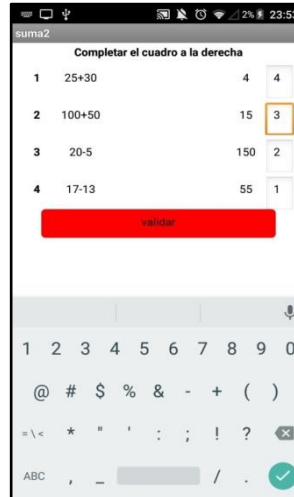 2% 23:53
suma2
Completar el cuadro a la derecha
1 25+30 4 4
2 100+50 15 3
3 20-5 150 2
4 17-13 55 1
validar
1 2 3 4 5 6 7 8 9 0
@ # $ % & - + ( )
= \ < * " ' : ; ! ?
ABC , _ / .